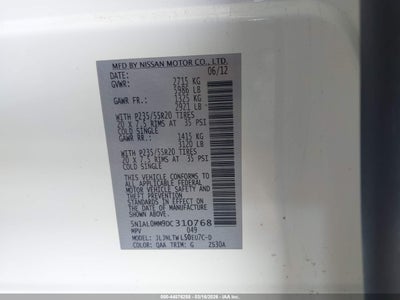 MFD BY NISSAN MOTOR CO., LTD.
DATE: 06/12
GVWR: 2715 KG
5986 LB
GAWR FR.: 1325 KG
2921 LB
WITH P235/55R20 TIRES
20 X 7.5 RIMS AT 35 PSI
COLD SINGLE
GAWR RR.: 1415 KG
3120 LB
WITH P235/55R20 TIRES
20 X 7.5 RIMS AT 35 PSI
COLD SINGLE
THIS VEHICLE CONFORMS TO ALL
APPLICABLE FEDERAL MOTOR
VEHICLE SAFETY AND THEFT PREVENTION
STANDARDS IN EFFECT ON THE DATE OF
MANUFACTURE SHOWN ABOVE.
5N1AL0MM9DC310768
MPV 049
MODEL: JLJNLTWL50EU7C-D
COLOR: QAA TRIM: G 2S30A